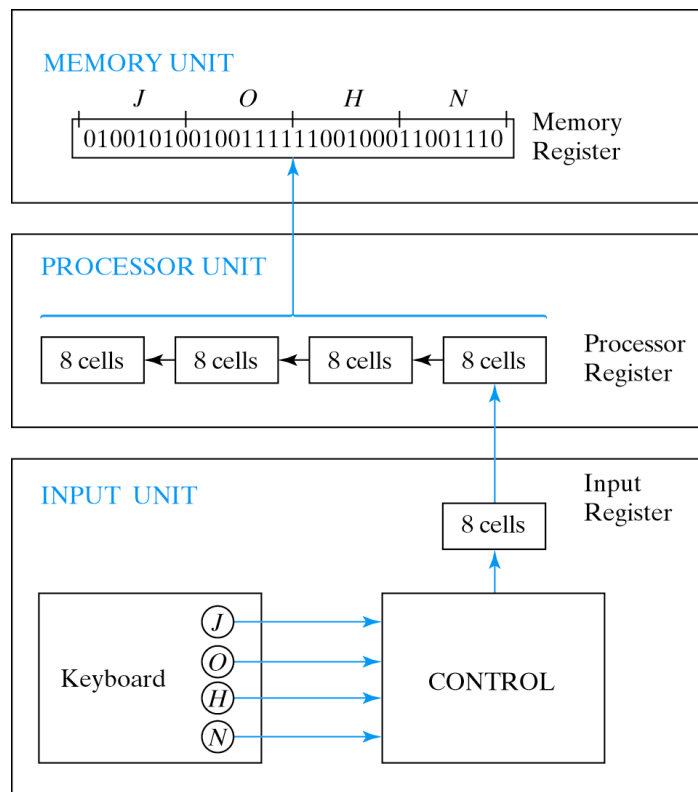 MEMORY UNIT
J O H N
01001010010011111100100011001110
Memory
Register
PROCESSOR UNIT
8 cells 8 cells 8 cells 8 cells
Processor
Register
INPUT UNIT
Input
Register
8 cells
J
O
Keyboard
CONTROL
H
N